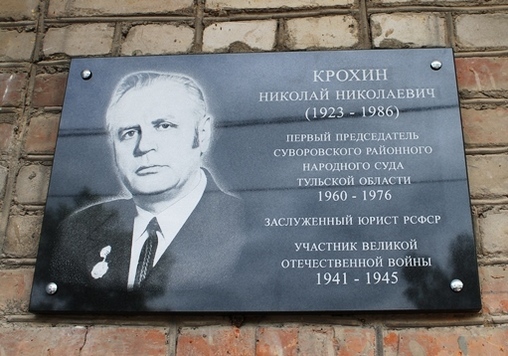 КРОХИН
НИКОЛАЙ НИКОЛАЕВИЧ
(1923 - 1986)
ПЕРВЫЙ ПРЕДСЕДАТЕЛЬ
СУВОРОВСКОГО РАЙОННОГО
НАРОДНОГО СУДА
ТУЛЬСКОЙ ОБЛАСТИ
1960 - 1976
ЗАСЛУЖЕННЫЙ ЮРИСТ РСФСР
УЧАСТНИК ВЕЛИКОЙ
ОТЕЧЕСТВЕННОЙ ВОЙНЫ
1941 - 1945